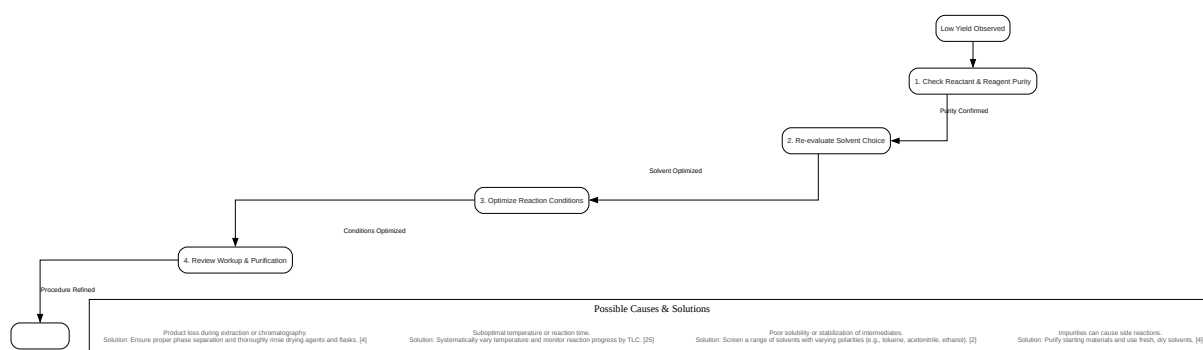 Low Yield Observed
1. Check Reactant & Reagent Purity
Purity Confirmed
2. Re-evaluate Solvent Choice
Solvent Optimized
3. Optimize Reaction Conditions
Conditions Optimized
4. Review Workup & Purification
Procedure Refined
Possible Causes & Solutions
Product loss during extraction or chromatography.
Solution: Ensure proper phase separation and thoroughly rinse drying agents and flasks. [4]
Suboptimal temperature or reaction time.
Solution: Systematically vary temperature and monitor reaction progress by TLC. [25]
Poor solubility or stabilization of intermediates.
Solution: Screen a range of solvents with varying polarities (e.g., toluene, acetonitrile, ethanol). [2]
Impurities can cause side reactions.
Solution: Purify starting materials and use fresh, dry solvents.